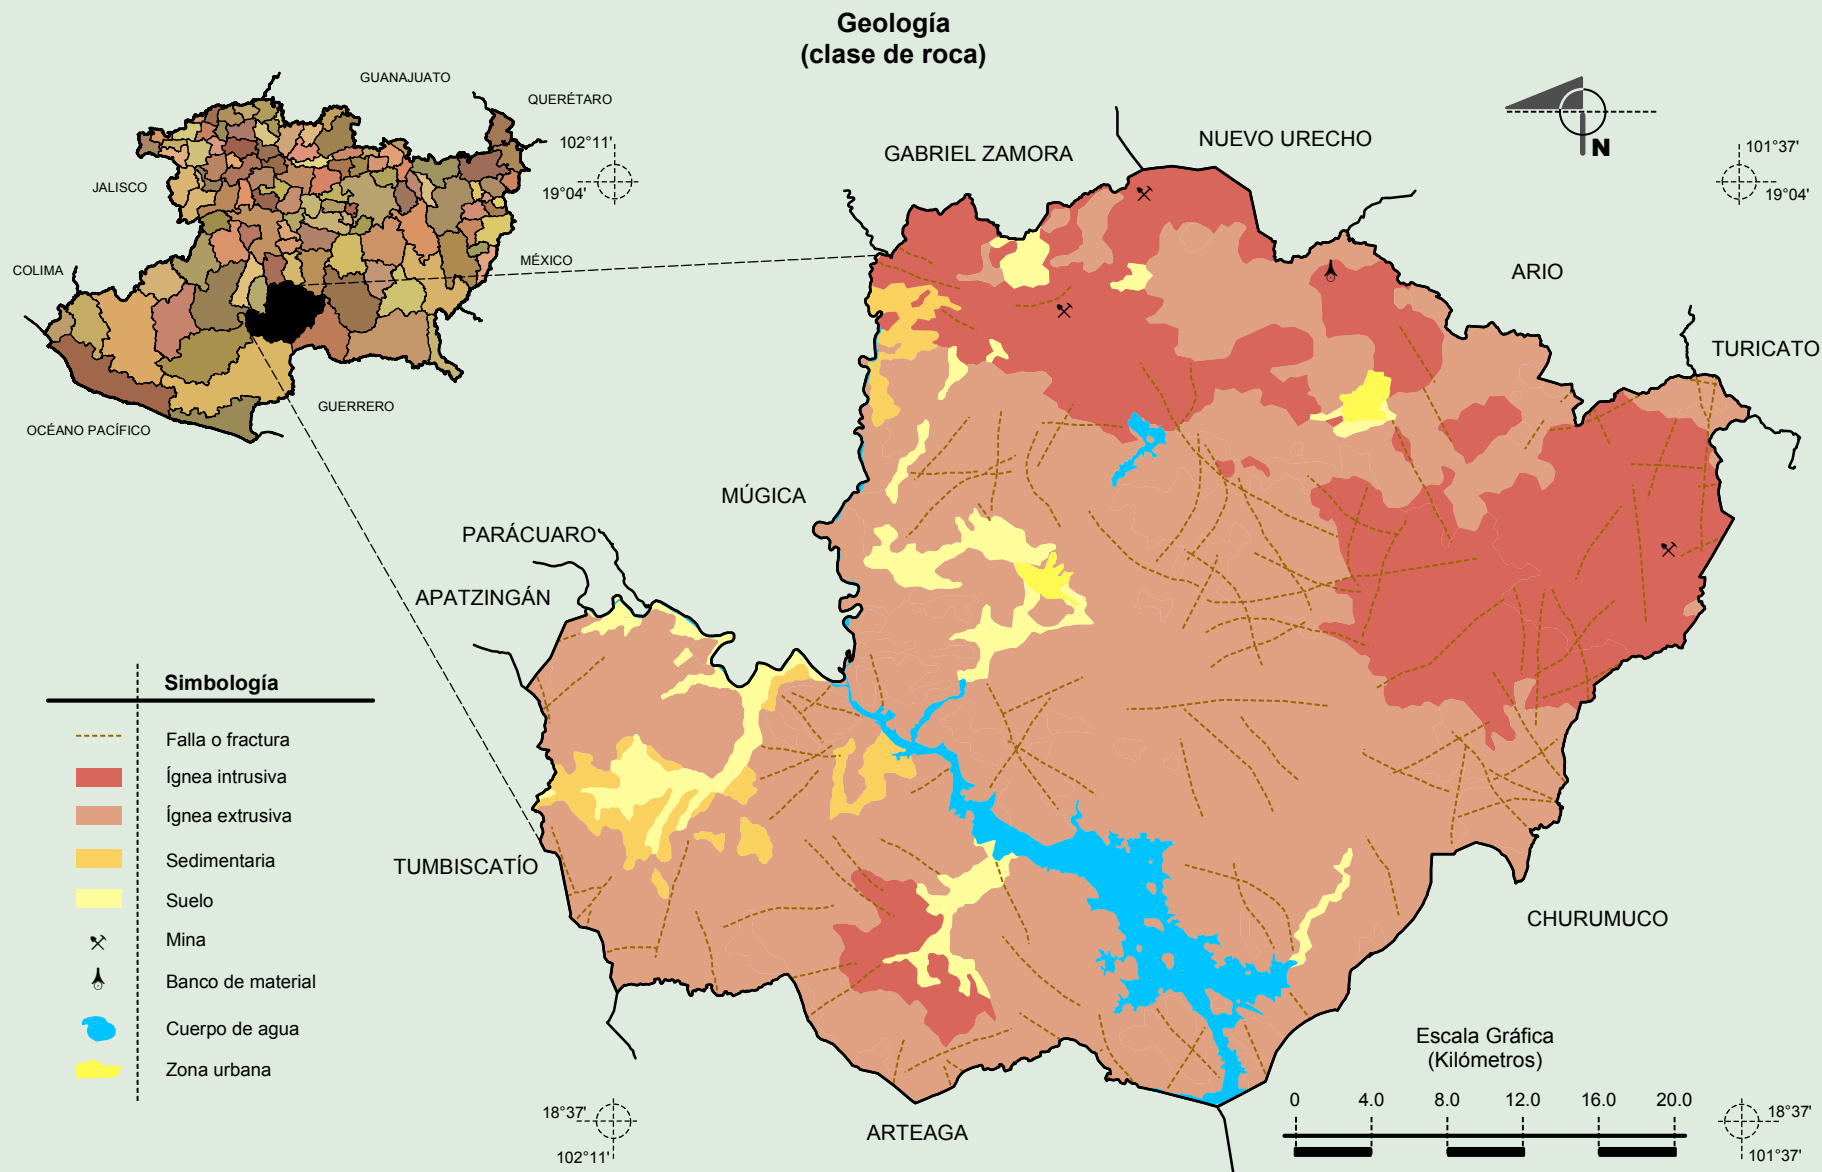 Geología
(clase de roca)
GUANAJUATO
QUERÉTARO
102°11'
19°04'
JALISCO
COLIMA
MÉXICO
GUERRERO
OCÉANO PACÍFICO
N
101°37'
19°04'
GABRIEL ZAMORA
NUEVO URECHO
ARIO
TURICATO
MÚGICA
PARÁCUARO
APATZINGÁN
TUMBISCATÍO
CHURUMUCO
ARTEAGA
Simbología
Falla o fractura
Ígnea intrusiva
Ígnea extrusiva
Sedimentaria
Suelo
Mina
Banco de material
Cuerpo de agua
Zona urbana
18°37'
102°11'
Escala Gráfica
(Kilómetros)
0 4.0 8.0 12.0 16.0 20.0
18°37'
101°37'